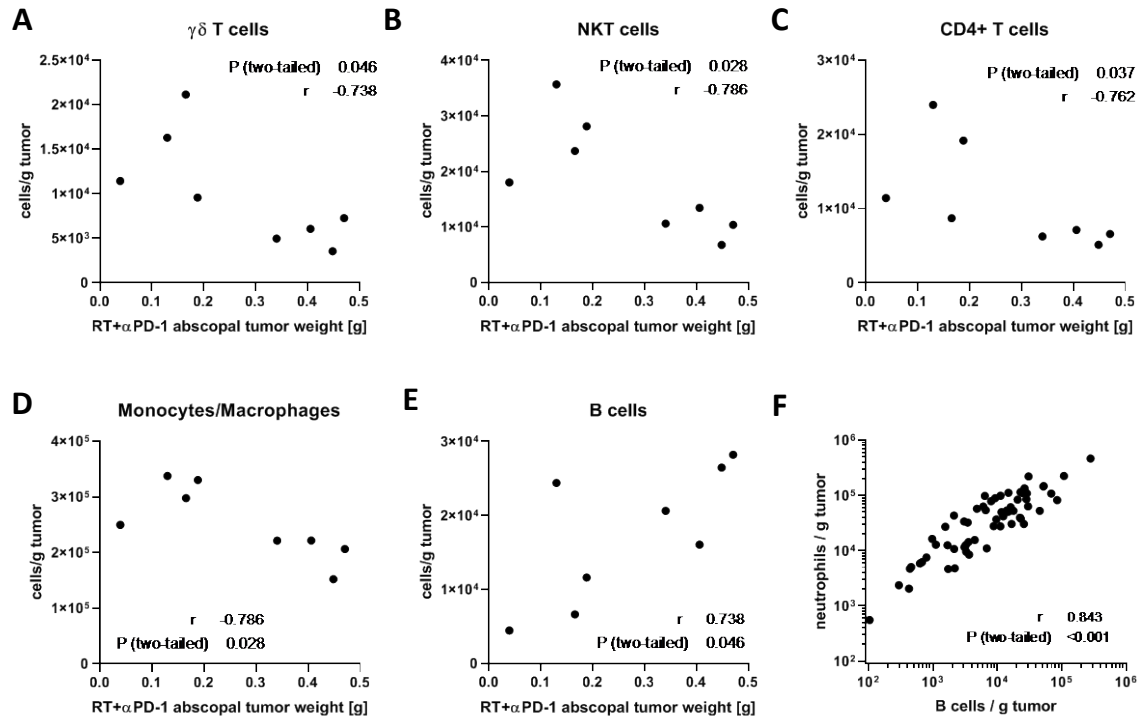 A
γδ T cells
P (two-tailed) 0.046
r -0.738
2.5×10⁴
2×10⁴
1×10⁴
1×10⁴
5×10³
0
cells/g tumor
0.0 0.1 0.2 0.3 0.4 0.5
RT+αPD-1 abscopal tumor weight [g]
B
NKT cells
P (two-tailed) 0.028
r -0.786
4×10⁴
3×10⁴
2×10⁴
1×10⁴
0
cells/g tumor
0.0 0.1 0.2 0.3 0.4 0.5
RT+αPD-1 abscopal tumor weight [g]
C
CD4+ T cells
P (two-tailed) 0.037
r -0.762
3×10⁴
2×10⁴
1×10⁴
0
cells/g tumor
0.0 0.1 0.2 0.3 0.4 0.5
RT+αPD-1 abscopal tumor weight [g]
D
Monocytes/Macrophages
4×10⁵
3×10⁵
2×10⁵
1×10⁵
0
cells/g tumor
r -0.786
P (two-tailed) 0.028
0.0 0.1 0.2 0.3 0.4 0.5
RT+αPD-1 abscopal tumor weight [g]
E
B cells
3×10⁴
2×10⁴
1×10⁴
0
cells/g tumor
r 0.738
P (two-tailed) 0.046
0.0 0.1 0.2 0.3 0.4 0.5
RT+αPD-1 abscopal tumor weight [g]
F
10⁶
10⁵
10⁴
10³
10²
neutrophils / g tumor
r 0.843
P (two-tailed) <0.001
10² 10³ 10⁴ 10⁵ 10⁶
B cells / g tumor